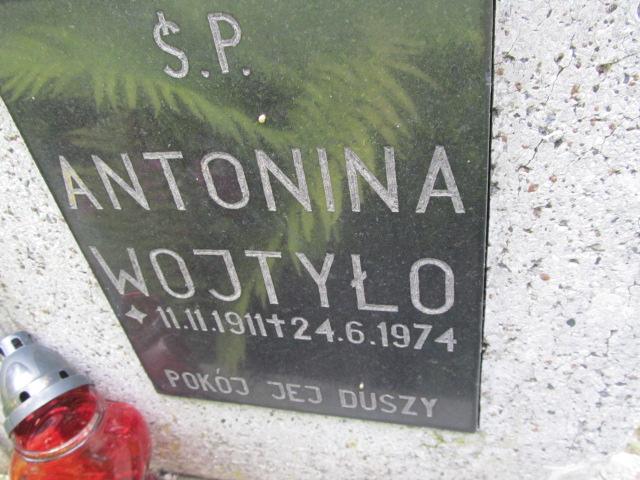 Ś.P.
ANTONINA
WOJTYŁO
✦ 11.11.1911 ✝ 24.6.1974
POKÓJ JEJ DUSZY